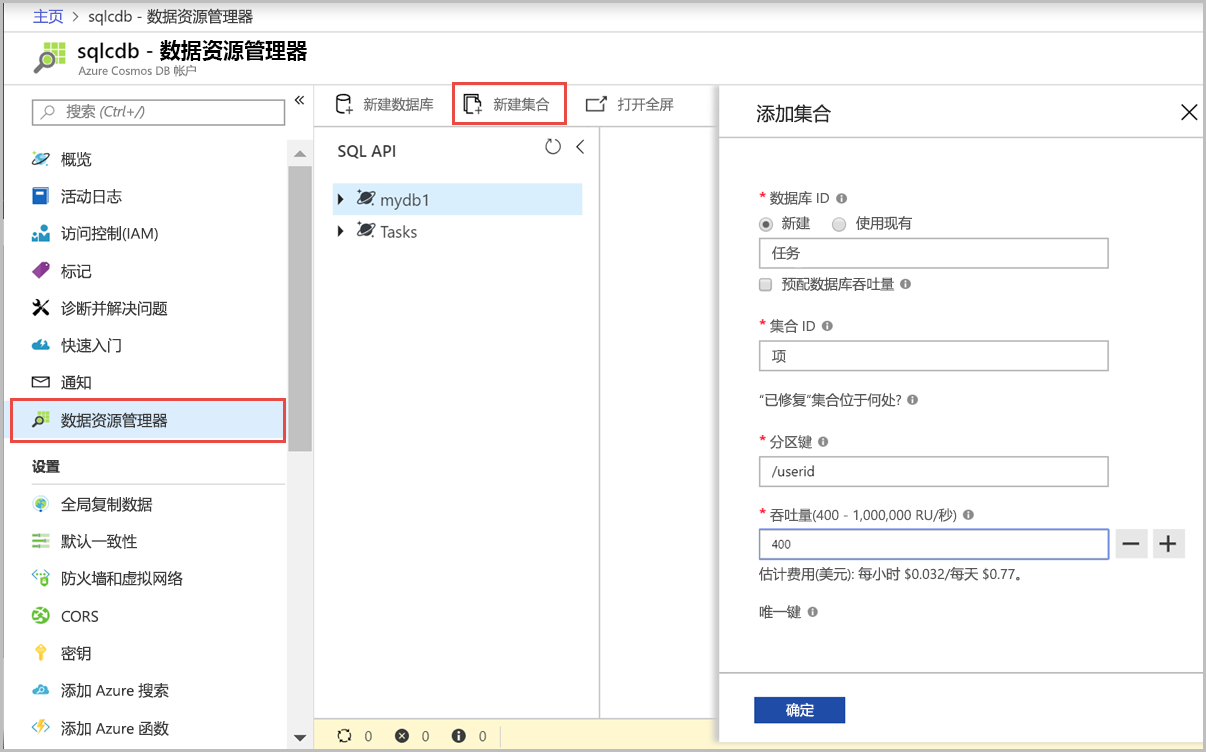 主页 > sqlcdb - 数据资源管理器
sqlcdb - 数据资源管理器
Azure Cosmos DB 帐户
搜索 (Ctrl+/)
«
概览
活动日志
访问控制(IAM)
标记
诊断并解决问题
快速入门
通知
数据资源管理器
设置
全局复制数据
默认一致性
防火墙和虚拟网络
CORS
密钥
添加 Azure 搜索
添加 Azure 函数
新建数据库
新建集合
打开全屏
SQL API
mydb1
Tasks
0 0 0
添加集合
* 数据库 ID
新建 使用现有
任务
预配数据库吞吐量
* 集合 ID
项
“已修复”集合位于何处?
* 分区键
/userid
* 吞吐量(400 - 1,000,000 RU/秒)
400
估计费用(美元): 每小时 $0.032/每天 $0.77。
唯一键
确定